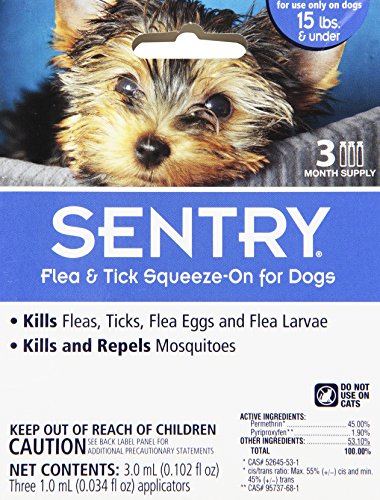 for use only on dogs
15 lbs.
& under
3
MONTH SUPPLY
SENTRY®
Flea & Tick Squeeze-On for Dogs
• Kills Fleas, Ticks, Flea Eggs and Flea Larvae
• Kills and Repels Mosquitoes
DO NOT
USE ON
CATS
KEEP OUT OF REACH OF CHILDREN
CAUTION SEE BACK LABEL PANEL FOR
ADDITIONAL PRECAUTIONARY STATEMENTS
NET CONTENTS: 3.0 mL (0.102 fl oz)
Three 1.0 mL (0.034 fl oz) applicators
ACTIVE INGREDIENTS:
Permethrin* 45.00%
Pyriproxyfen** 1.90%
OTHER INGREDIENTS: 53.10%
TOTAL 100.00%
* CAS# 52645-53-1
* cis/trans ratio: Max. 55% (+/–) cis and min.
45% (+/–) trans
** CAS# 95737-68-1